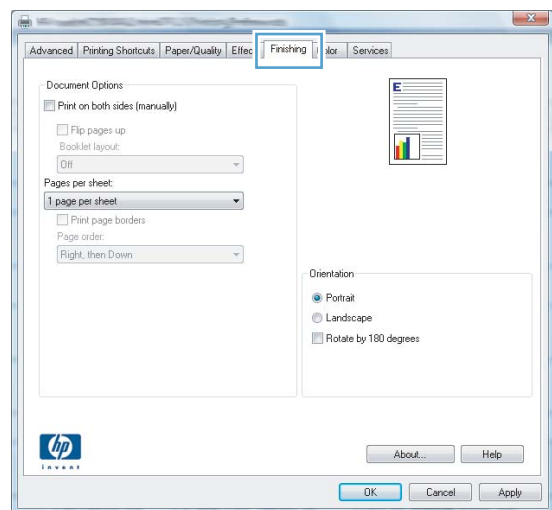 Advanced Printing Shortcuts Paper/Quality Effec Finishing olor Services
Document Options
Print on both sides (manually)
Flip pages up
Booklet layout:
Off
Pages per sheet:
1 page per sheet
Print page borders
Page order:
Right, then Down
E
Orientation
Portrait
Landscape
Rotate by 180 degrees
hp
invent
About... Help
OK Cancel Apply